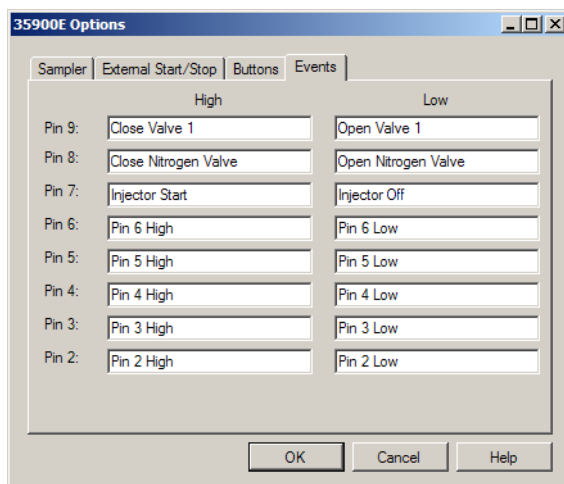 35900E Options
Sampler External Start/Stop Buttons Events
High Low
Pin 9: Close Valve 1 Open Valve 1
Pin 8: Close Nitrogen Valve Open Nitrogen Valve
Pin 7: Injector Start Injector Off
Pin 6: Pin 6 High Pin 6 Low
Pin 5: Pin 5 High Pin 5 Low
Pin 4: Pin 4 High Pin 4 Low
Pin 3: Pin 3 High Pin 3 Low
Pin 2: Pin 2 High Pin 2 Low
OK Cancel Help